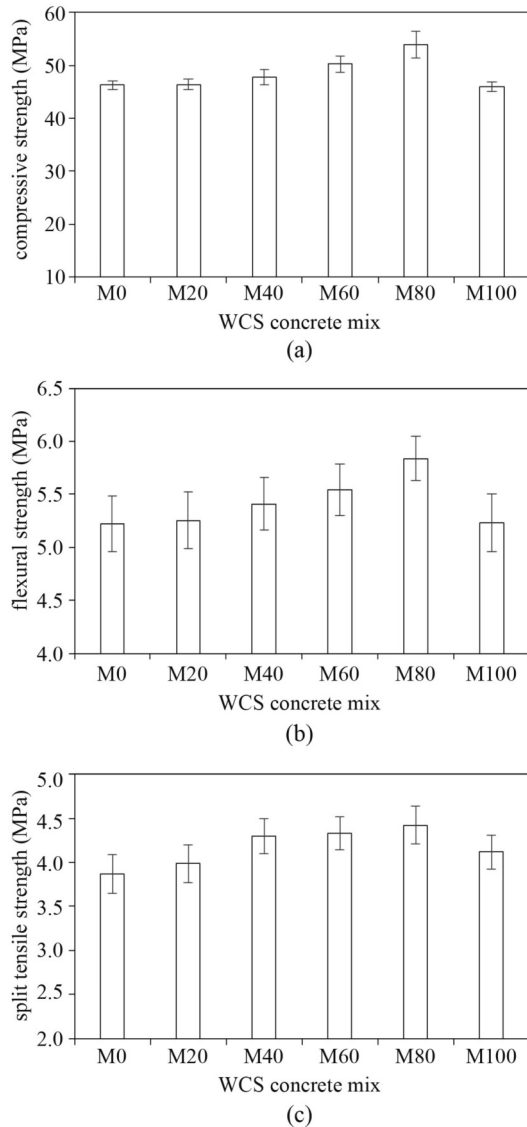 compressive strength (MPa)
60
50
40
30
20
10
M0 M20 M40 M60 M80 M100
WCS concrete mix
(a)
flexural strength (MPa)
6.5
6.0
5.5
5.0
4.5
4.0
M0 M20 M40 M60 M80 M100
WCS concrete mix
(b)
split tensile strength (MPa)
5.0
4.5
4.0
3.5
3.0
2.5
2.0
M0 M20 M40 M60 M80 M100
WCS concrete mix
(c)